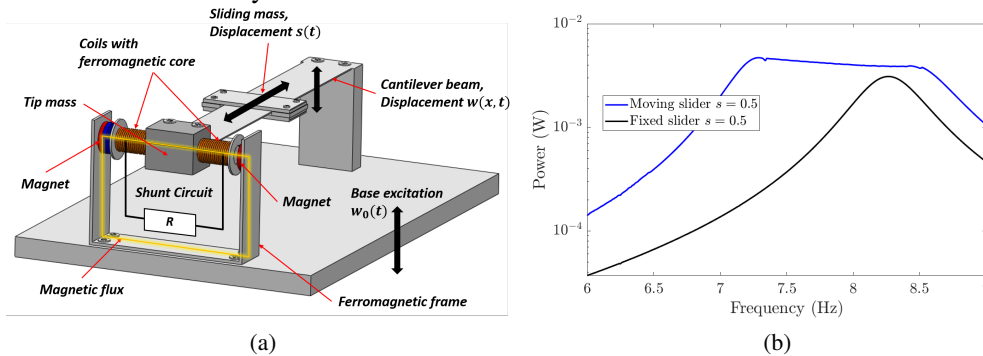 Sliding mass,
Displacement s(t)
Coils with
ferromagnetic core
Tip mass
Cantilever beam,
Displacement w(x, t)
Magnet
Shunt Circuit
R
Magnet
Base excitation
w₀(t)
Magnetic flux
Ferromagnetic frame
(a)
10⁻²
10⁻³
10⁻⁴
Power (W)
Moving slider s = 0.5
Fixed slider s = 0.5
6 6.5 7 7.5 8 8.5
Frequency (Hz)
(b)